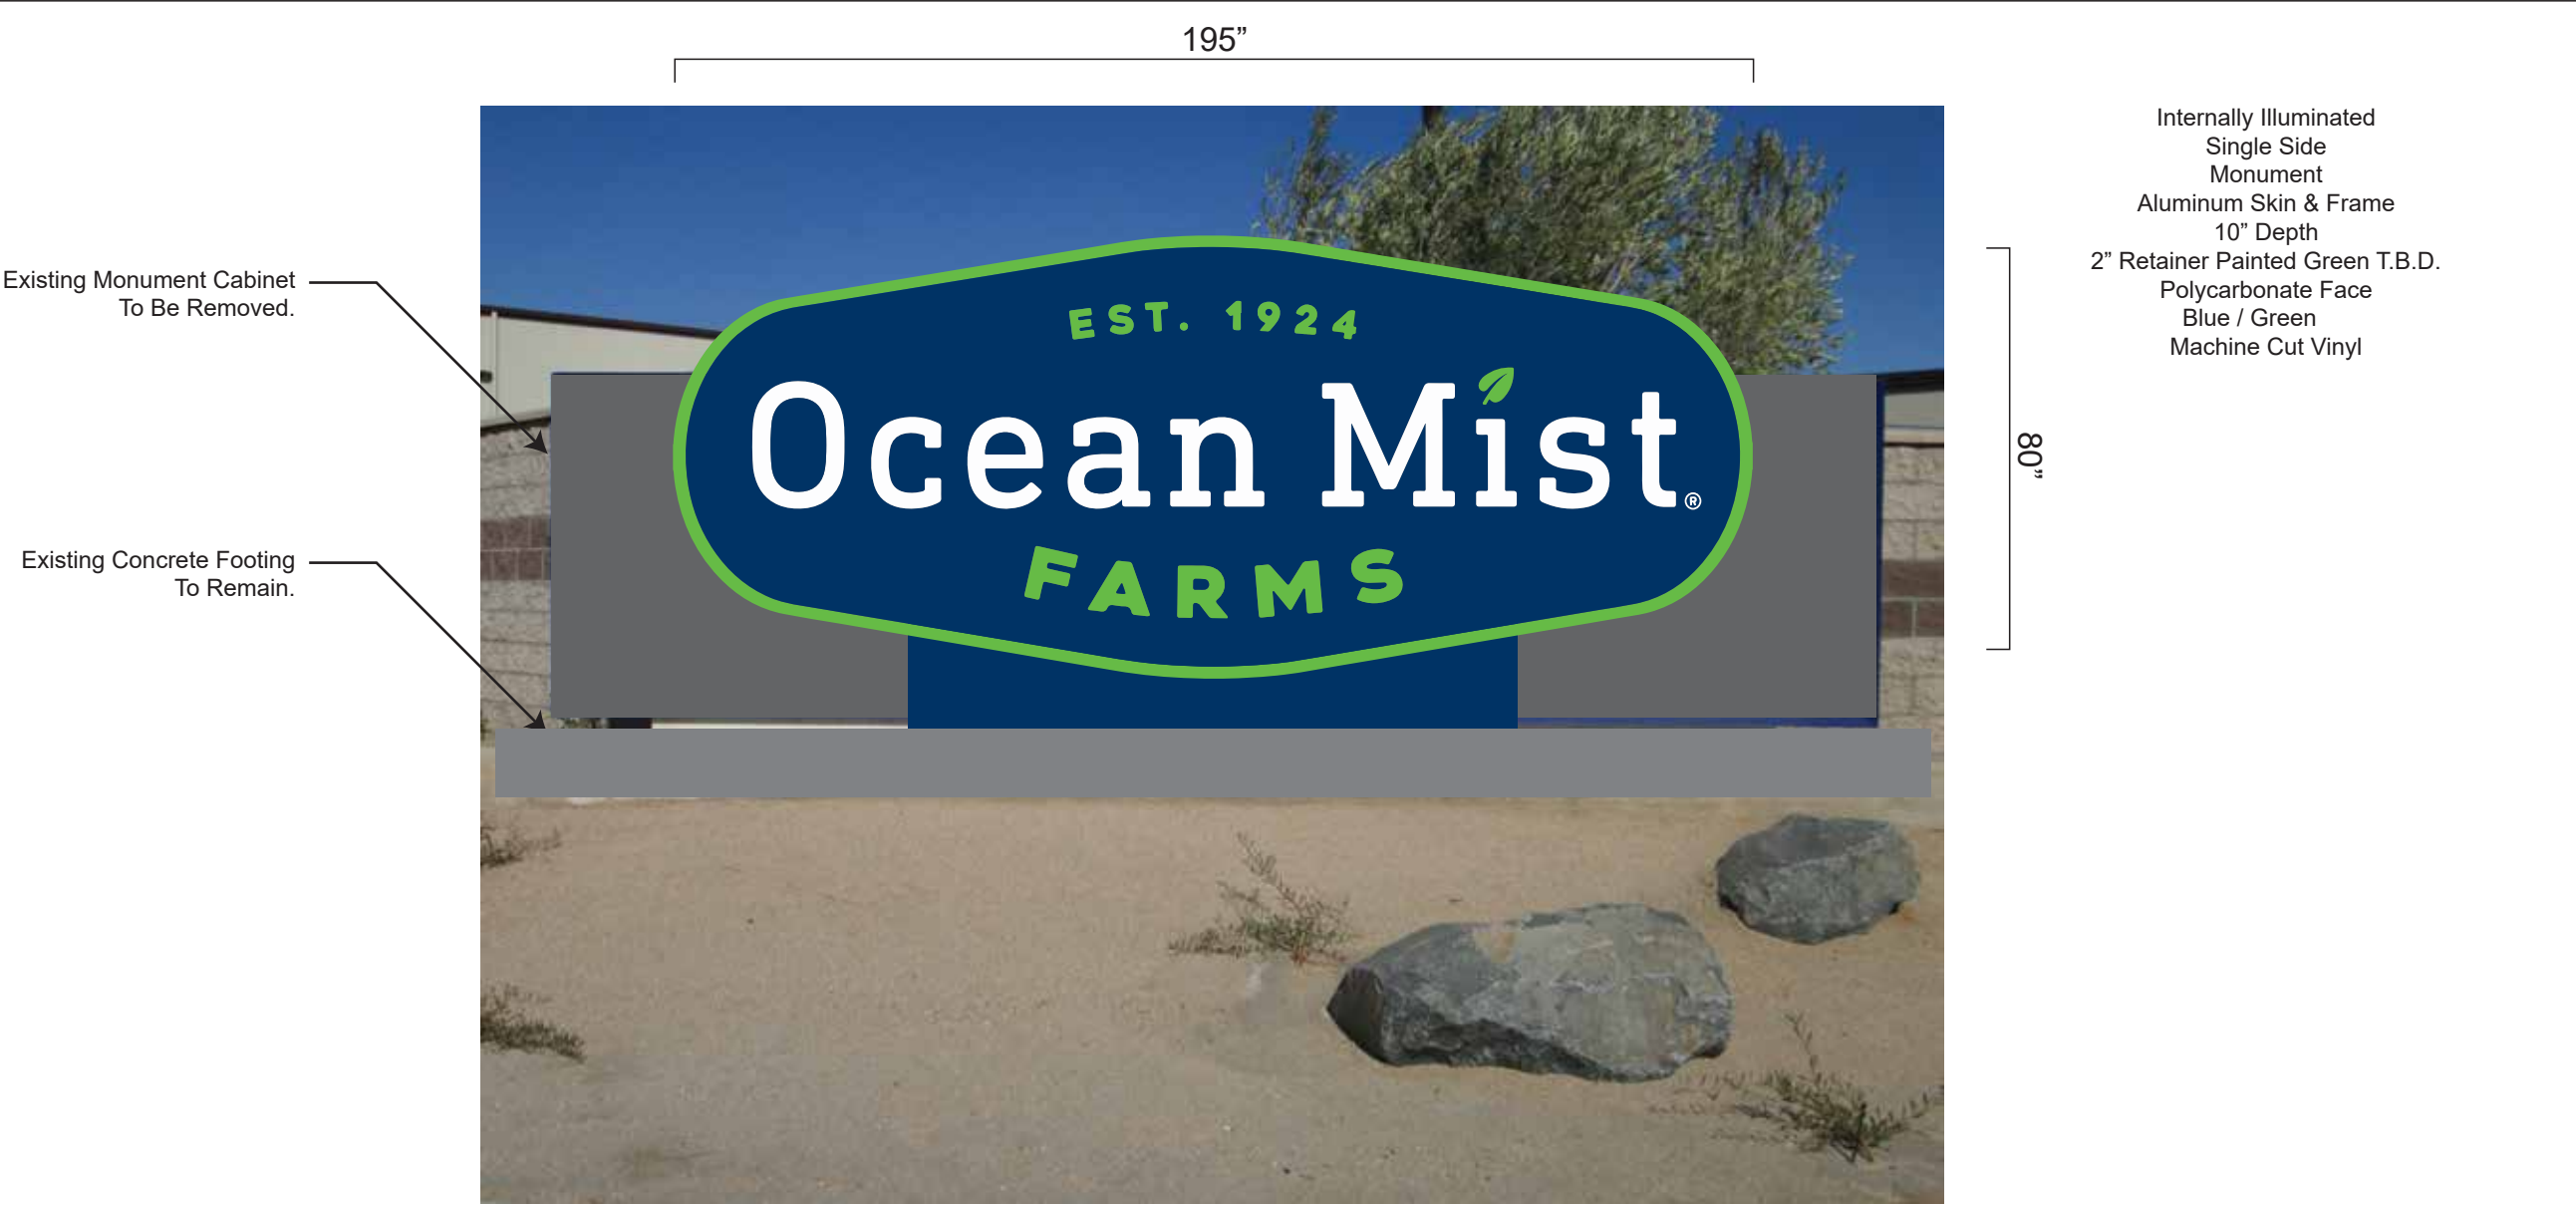 195”
Internally Illuminated
Single Side
Monument
Aluminum Skin & Frame
10” Depth
2” Retainer Painted Green T.B.D.
Polycarbonate Face
Blue / Green
Machine Cut Vinyl
Existing Monument Cabinet
To Be Removed.
Existing Concrete Footing
To Remain.
EST. 1924
Ocean Mist®
FARMS
80”